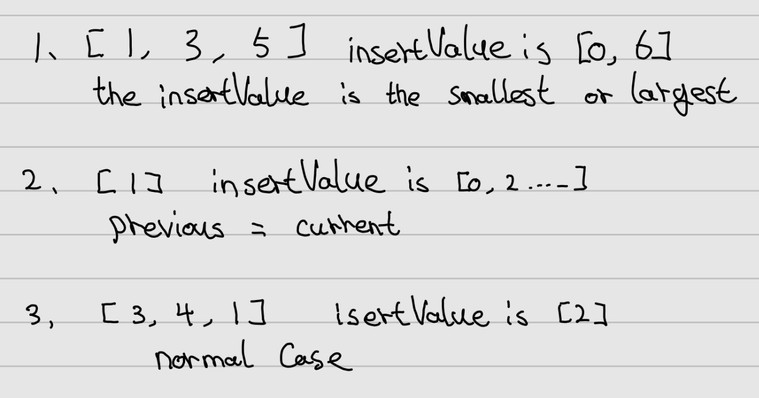 1、 [ 1, 3, 5 ] insertValue is [0, 6]
the insertValue is the smallest or largest
2、 [1] insertValue is [0, 2....-]
previous = current
3, [ 3, 4, 1 ] isertValue is [2]
normal Case